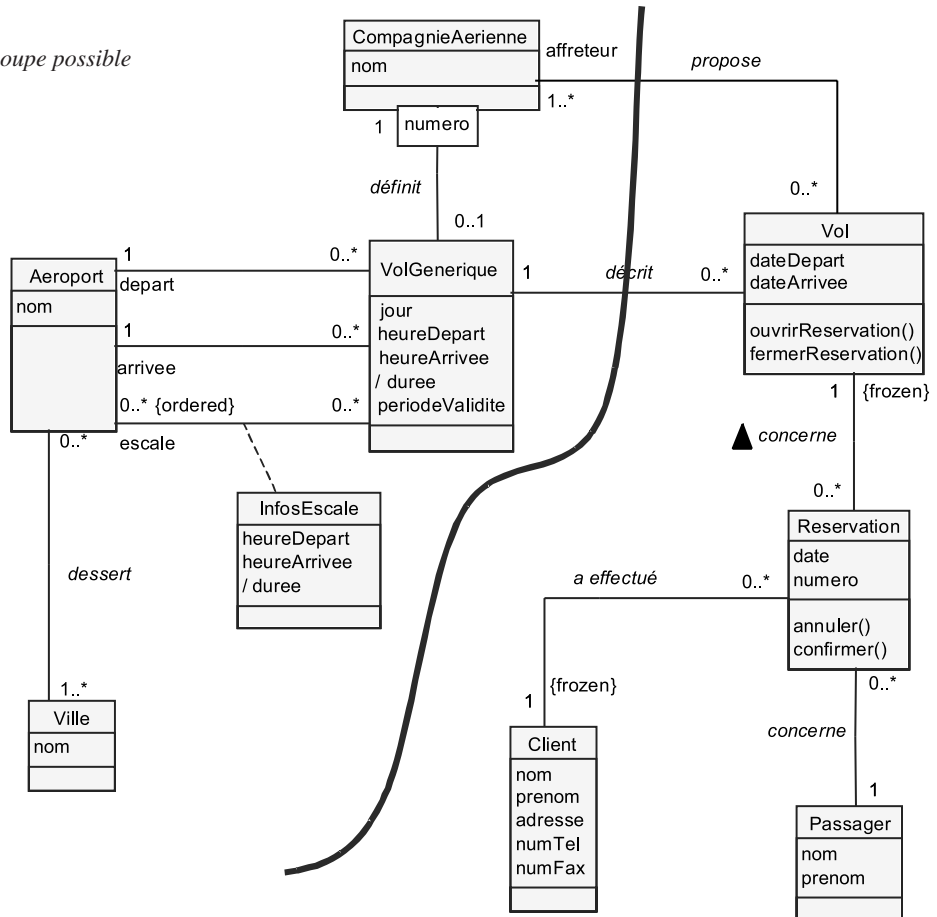 oupe possible
CompagnieAerienne
nom
affreteur
propose
1..*
1
numero
définit
0..1
0..*
Vol
dateDepart
dateArrivee
ouvrirReservation()
fermerReservation()
Aeroport
nom
1
depart
0..*
VolGenerique
jour
heureDepart
heureArrivee
/ duree
periodeValidite
1
décrit
0..*
1
arrivee
0..*
0..* {ordered}
escale
0..*
1
{frozen}
concerne
0..*
0..*
InfosEscale
heureDepart
heureArrivee
/ duree
Reservation
date
numero
annuler()
confirmer()
dessert
a effectué
0..*
{frozen}
1
0..*
1..*
Ville
nom
Client
nom
prenom
adresse
numTel
numFax
concerne
1
Passager
nom
prenom